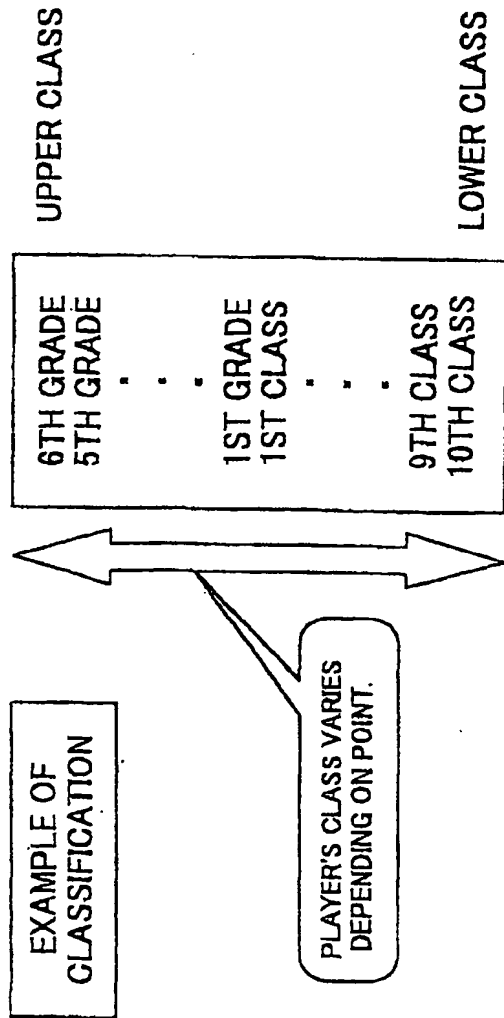 EXAMPLE OF
CLASSIFICATION
PLAYER'S CLASS VARIES
DEPENDING ON POINT.
6TH GRADE
5TH GRADE
1ST GRADE
1ST CLASS
9TH CLASS
10TH CLASS
UPPER CLASS
LOWER CLASS